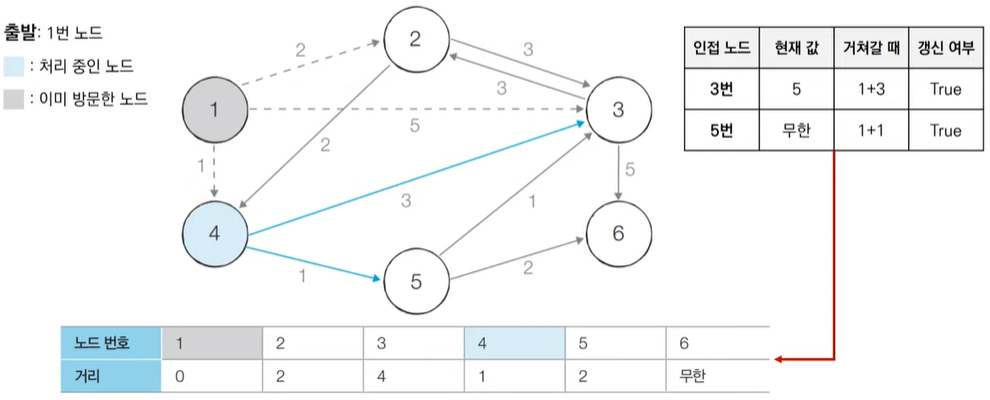 출발: 1번 노드
: 처리 중인 노드
: 이미 방문한 노드
1
2
3
4
5
6
2
3
3
5
1
2
3
1
1
2
5
인접 노드 현재 값 거쳐갈 때 갱신 여부
3번 5 1+3 True
5번 무한 1+1 True
노드 번호 1 2 3 4 5 6
거리 0 2 4 1 2 무한